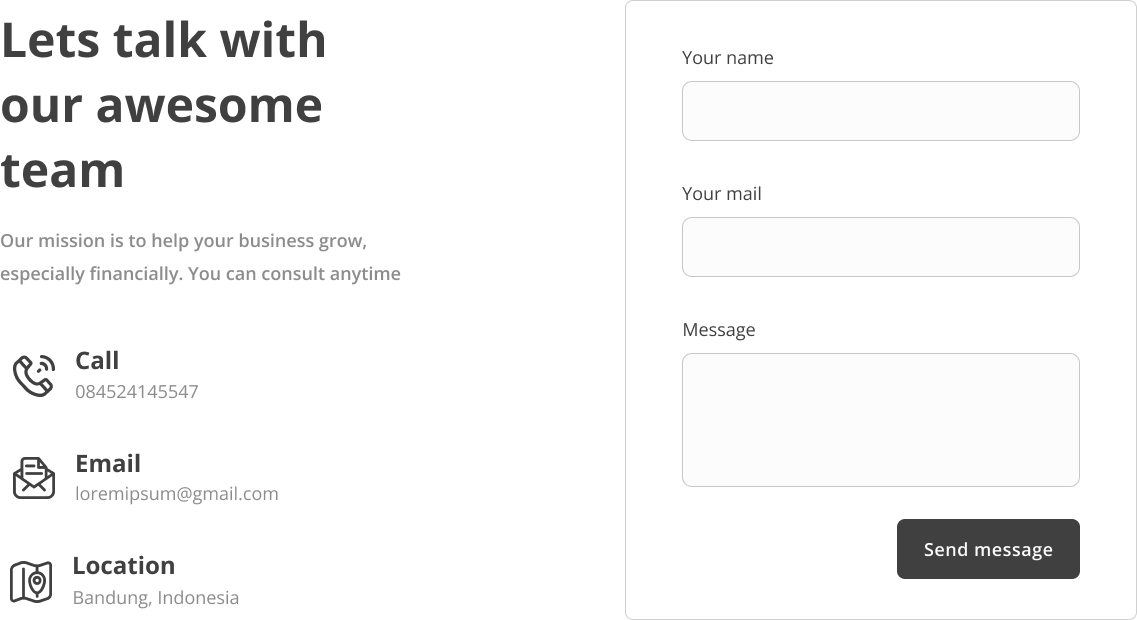 Lets talk with
our awesome
team
Our mission is to help your business grow,
especially financially. You can consult anytime
Call
084524145547
Email
loremipsum@gmail.com
Location
Bandung, Indonesia
Your name
Your mail
Message
Send message